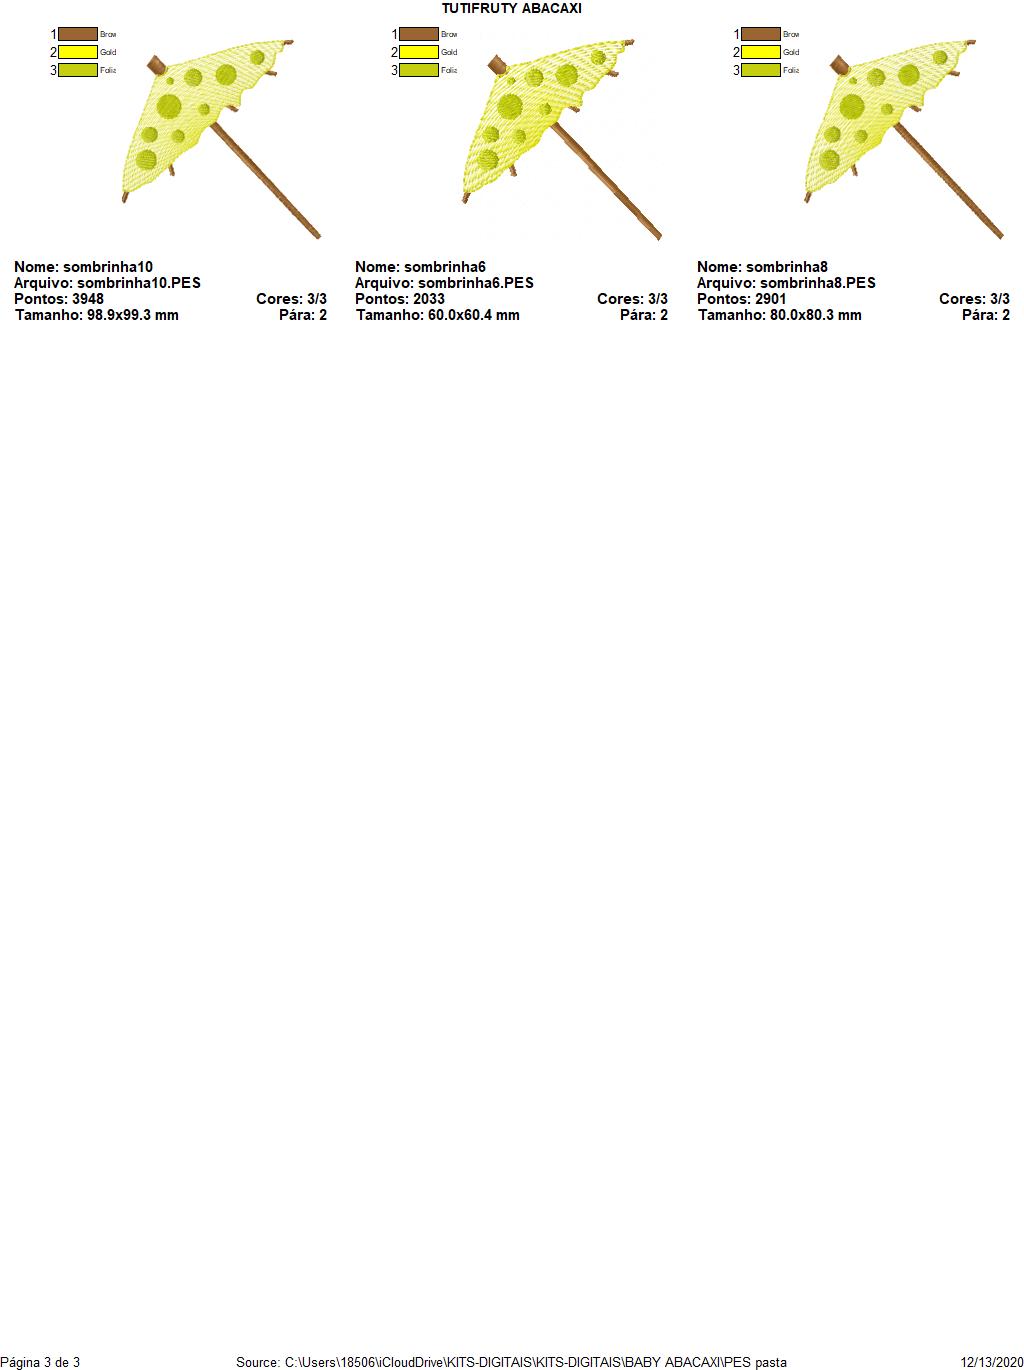 TUTIFRUTY ABACAXI
1 Brow
2 Gold
3 Folia
1 Brow
2 Gold
3 Folia
1 Brow
2 Gold
3 Folia
Nome: sombrinha10
Arquivo: sombrinha10.PES
Pontos: 3948 Cores: 3/3
Tamanho: 98.9x99.3 mm Pára: 2
Nome: sombrinha6
Arquivo: sombrinha6.PES
Pontos: 2033 Cores: 3/3
Tamanho: 60.0x60.4 mm Pára: 2
Nome: sombrinha8
Arquivo: sombrinha8.PES
Pontos: 2901 Cores: 3/3
Tamanho: 80.0x80.3 mm Pára: 2
Página 3 de 3 Source: C:\Users\18506\iCloudDrive\KITS-DIGITAIS\KITS-DIGITAIS\BABY ABACAXI\PES pasta 12/13/2020